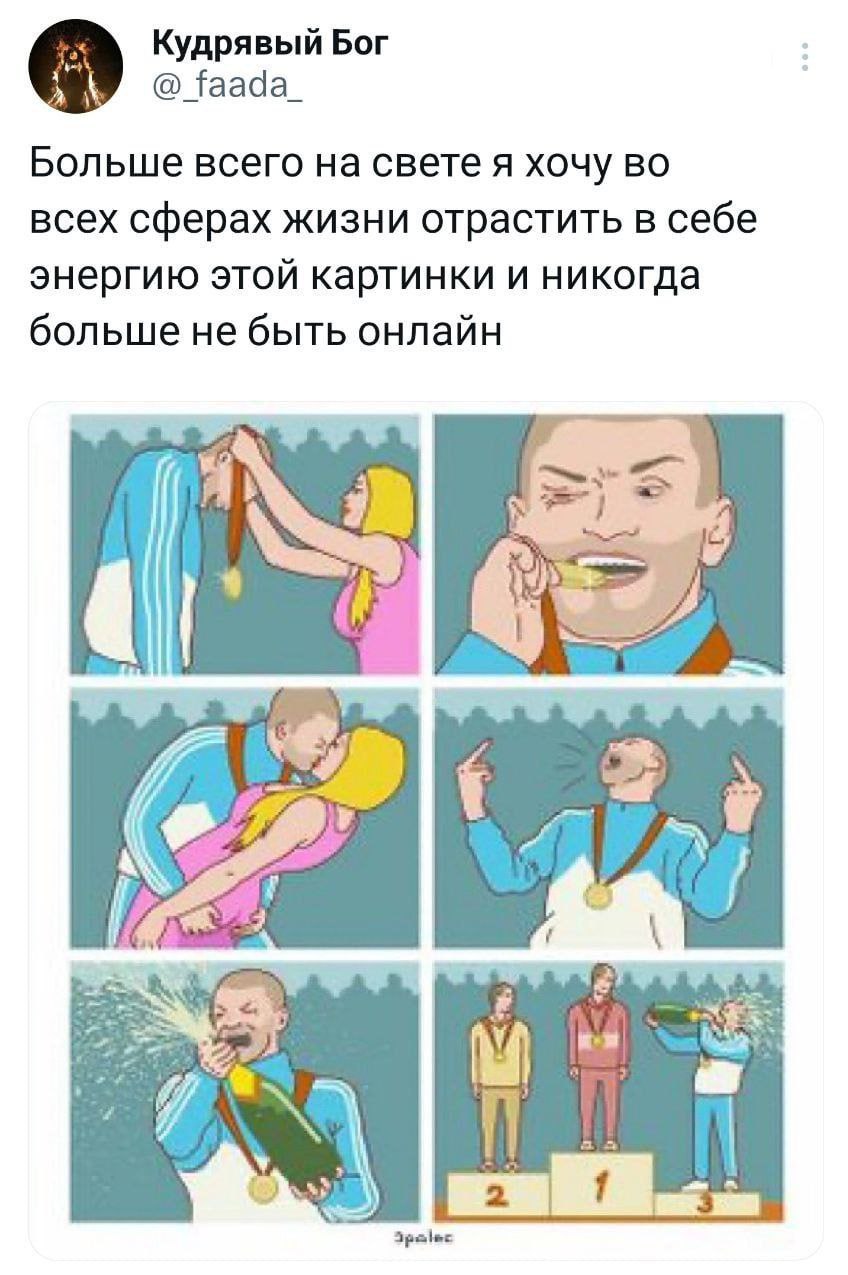 Кудрявый Бог
@_faada_
Больше всего на свете я хочу во
всех сферах жизни отрастить в себе
энергию этой картинки и никогда
больше не быть онлайн
2
1
3